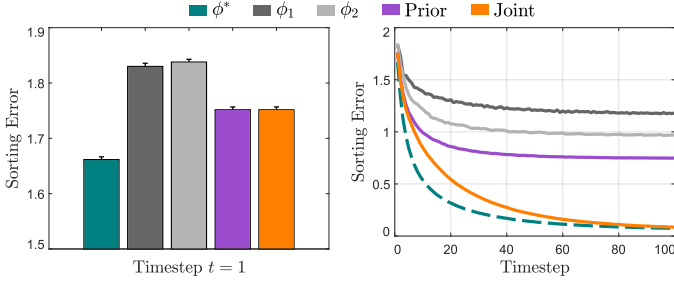 ϕ* ϕ₁ ϕ₂ Prior Joint
Sorting Error
1.9
1.8
1.7
1.6
1.5
Timestep t = 1
Sorting Error
2
1.5
1
0.5
0
0 20 40 60 80 100
Timestep